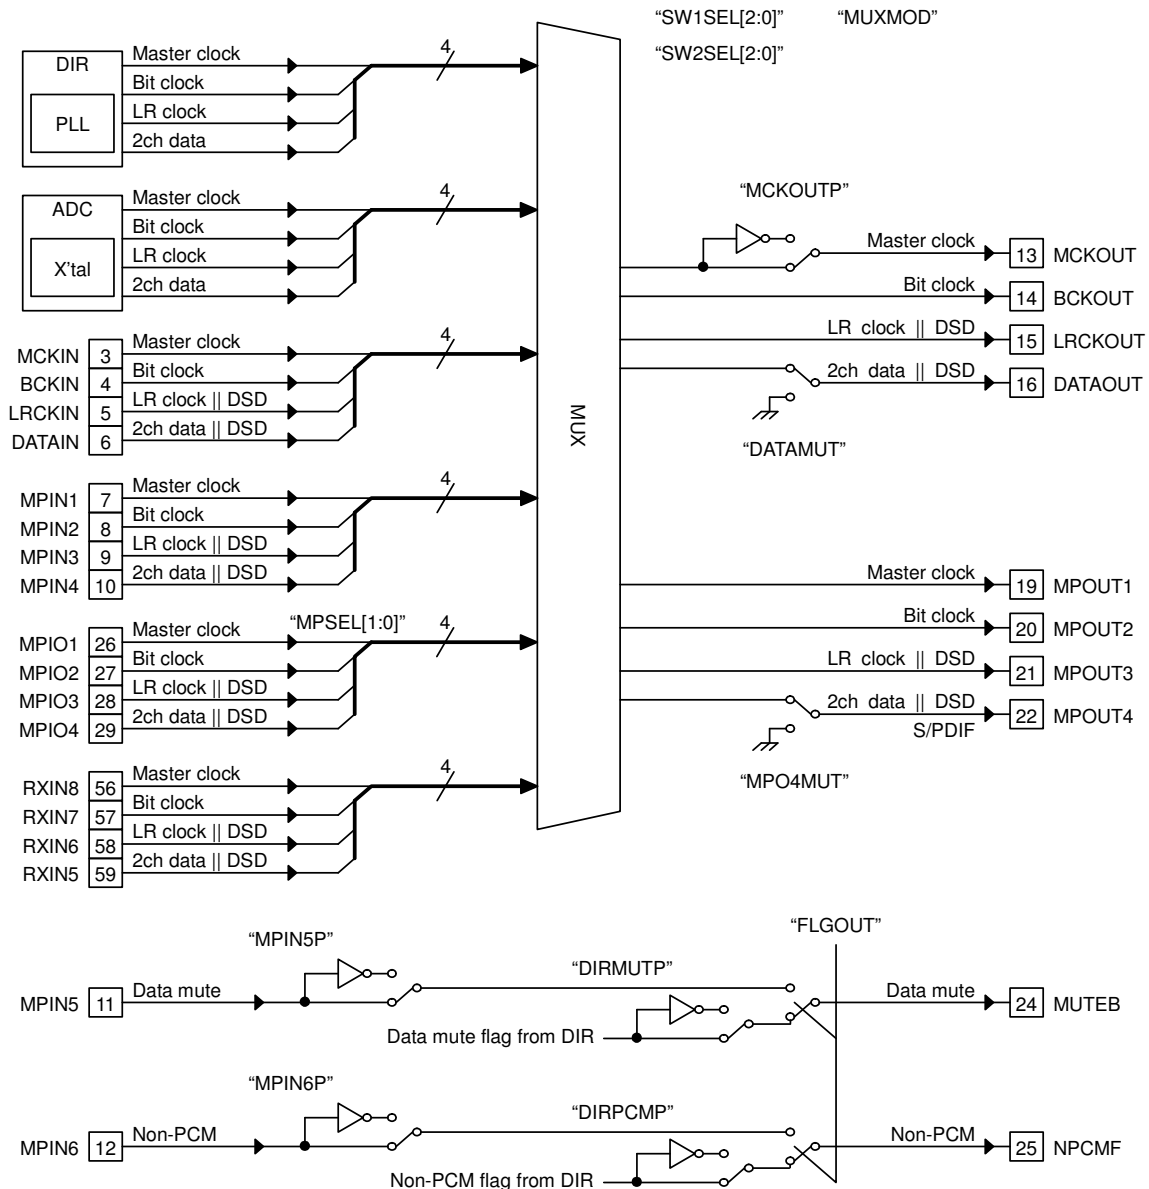 “SW1SEL[2:0]” “MUXMOD”
“SW2SEL[2:0]”
DIR
PLL
Master clock
Bit clock
LR clock
2ch data
4
ADC
X’tal
Master clock
Bit clock
LR clock
2ch data
4
MCKIN 3 Master clock
BCKIN 4 Bit clock
LRCKIN 5 LR clock || DSD
DATAIN 6 2ch data || DSD
4
MPIN1 7 Master clock
MPIN2 8 Bit clock
MPIN3 9 LR clock || DSD
MPIN4 10 2ch data || DSD
4
“MPSEL[1:0]”
MPIO1 26 Master clock
MPIO2 27 Bit clock
MPIO3 28 LR clock || DSD
MPIO4 29 2ch data || DSD
4
RXIN8 56 Master clock
RXIN7 57 Bit clock
RXIN6 58 LR clock || DSD
RXIN5 59 2ch data || DSD
4
MUX
“MCKOUTP”
Master clock 13 MCKOUT
Bit clock 14 BCKOUT
LR clock || DSD 15 LRCKOUT
2ch data || DSD 16 DATAOUT
“DATAMUT”
Master clock 19 MPOUT1
Bit clock 20 MPOUT2
LR clock || DSD 21 MPOUT3
2ch data || DSD 22 MPOUT4
S/PDIF
“MPO4MUT”
“FLGOUT”
“MPIN5P”
“DIRMUTP”
MPIN5 11 Data mute
Data mute 24 MUTEB
Data mute flag from DIR
“MPIN6P”
“DIRPCMP”
MPIN6 12 Non-PCM
Non-PCM 25 NPCMF
Non-PCM flag from DIR